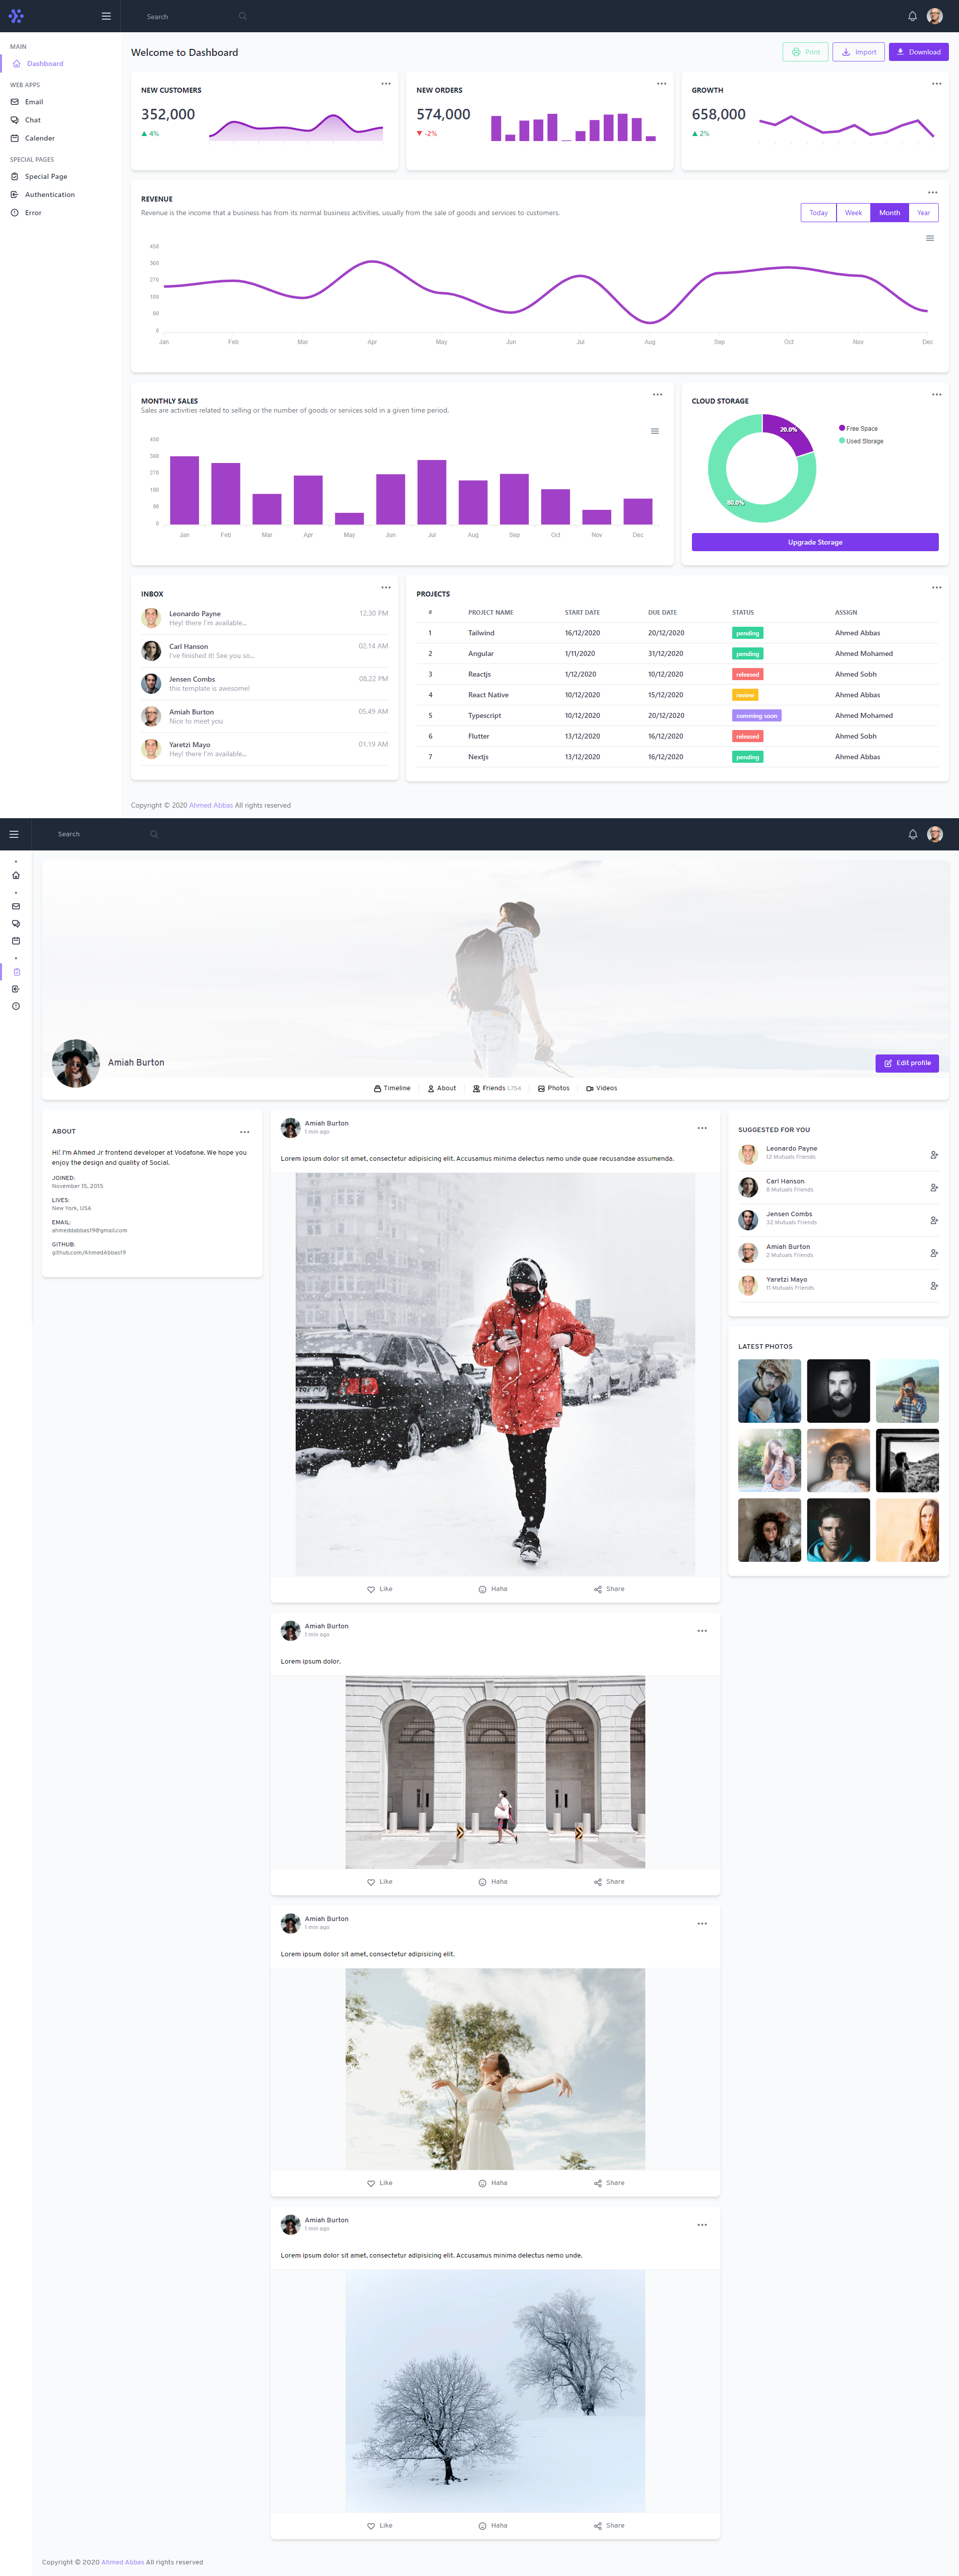 Search
MAIN
Dashboard
WEB APPS
Email
Chat
Calender
SPECIAL PAGES
Special Page
Authentication
Error
Welcome to Dashboard
Print
Import
Download
NEW CUSTOMERS
352,000
4%
NEW ORDERS
574,000
-2%
GROWTH
658,000
2%
REVENUE
Revenue is the income that a business has from its normal business activities, usually from the sale of goods and services to customers.
Today Week Month Year
450
360
270
180
90
0
Jan Feb Mar Apr May Jun Jul Aug Sep Oct Nov Dec
MONTHLY SALES
Sales are activities related to selling or the number of goods or services sold in a given time period.
450
360
270
180
90
0
Jan Feb Mar Apr May Jun Jul Aug Sep Oct Nov Dec
CLOUD STORAGE
20.0%
80.0%
Free Space
Used Storage
Upgrade Storage
INBOX
Leonardo Payne 12.30 PM
Hey! there I'm available...
Carl Hanson 02.14 AM
I've finished it! See you so...
Jensen Combs 08.22 PM
this template is awesome!
Amiah Burton 05.49 AM
Nice to meet you
Yaretzi Mayo 01.19 AM
Hey! there I'm available...
PROJECTS
# PROJECT NAME START DATE DUE DATE STATUS ASSIGN
1 Tailwind 16/12/2020 20/12/2020 pending Ahmed Abbas
2 Angular 1/11/2020 31/12/2020 pending Ahmed Mohamed
3 Reactjs 1/12/2020 10/12/2020 released Ahmed Sobh
4 React Native 10/12/2020 15/12/2020 review Ahmed Abbas
5 Typescript 10/12/2020 20/12/2020 comming soon Ahmed Mohamed
6 Flutter 13/12/2020 16/12/2020 released Ahmed Sobh
7 Nextjs 13/12/2020 16/12/2020 pending Ahmed Abbas
Copyright © 2020 Ahmed Abbas All rights reserved
Search
Amiah Burton
Edit profile
Timeline About Friends 1,754 Photos Videos
ABOUT
Hi! I'm Ahmed Jr frontend developer at Vodafone. We hope you
enjoy the design and quality of Social.
JOINED:
November 15, 2015
LIVES:
New York, USA
EMAIL:
ahmeddabbas19@gmail.com
GITHUB:
github.com/AhmedAbbas19
Amiah Burton
1 min ago
Lorem ipsum dolor sit amet, consectetur adipisicing elit. Accusamus minima delectus nemo unde quae recusandae assumenda.
Like Haha Share
Amiah Burton
1 min ago
Lorem ipsum dolor.
Like Haha Share
Amiah Burton
1 min ago
Lorem ipsum dolor sit amet, consectetur adipisicing elit.
Like Haha Share
Amiah Burton
1 min ago
Lorem ipsum dolor sit amet, consectetur adipisicing elit. Accusamus minima delectus nemo unde.
Like Haha Share
SUGGESTED FOR YOU
Leonardo Payne
12 Mutuals Friends
Carl Hanson
8 Mutuals Friends
Jensen Combs
32 Mutuals Friends
Amiah Burton
2 Mutuals Friends
Yaretzi Mayo
11 Mutuals Friends
LATEST PHOTOS
Copyright © 2020 Ahmed Abbas All rights reserved